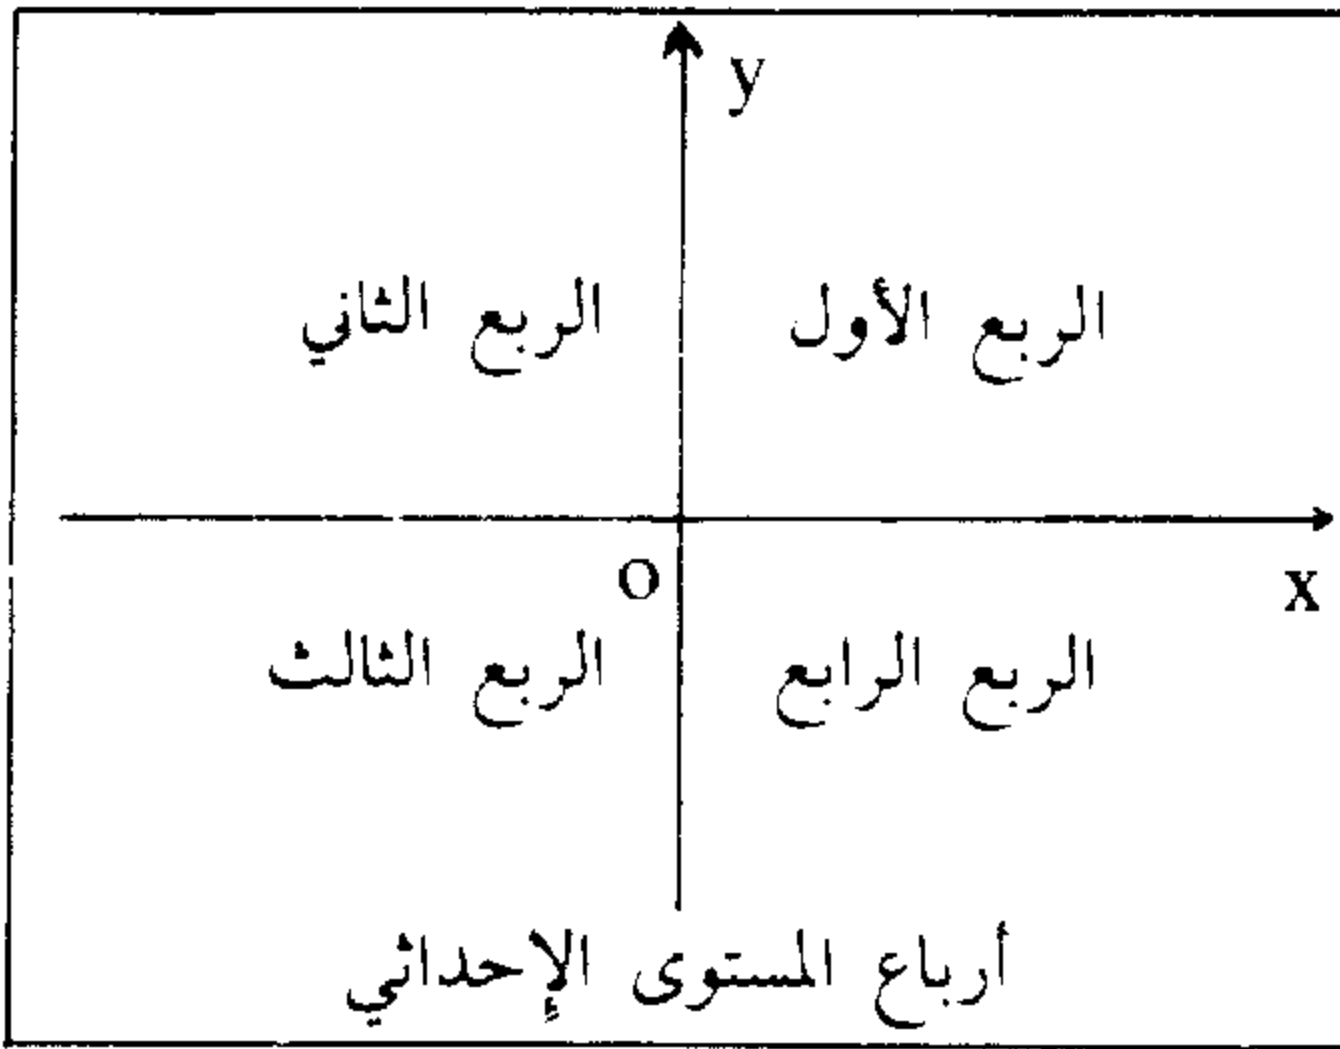 y
الربع الأول الربع الثاني
o x
الربع الرابع الربع الثالث
أرباع المستوى الإحداثي